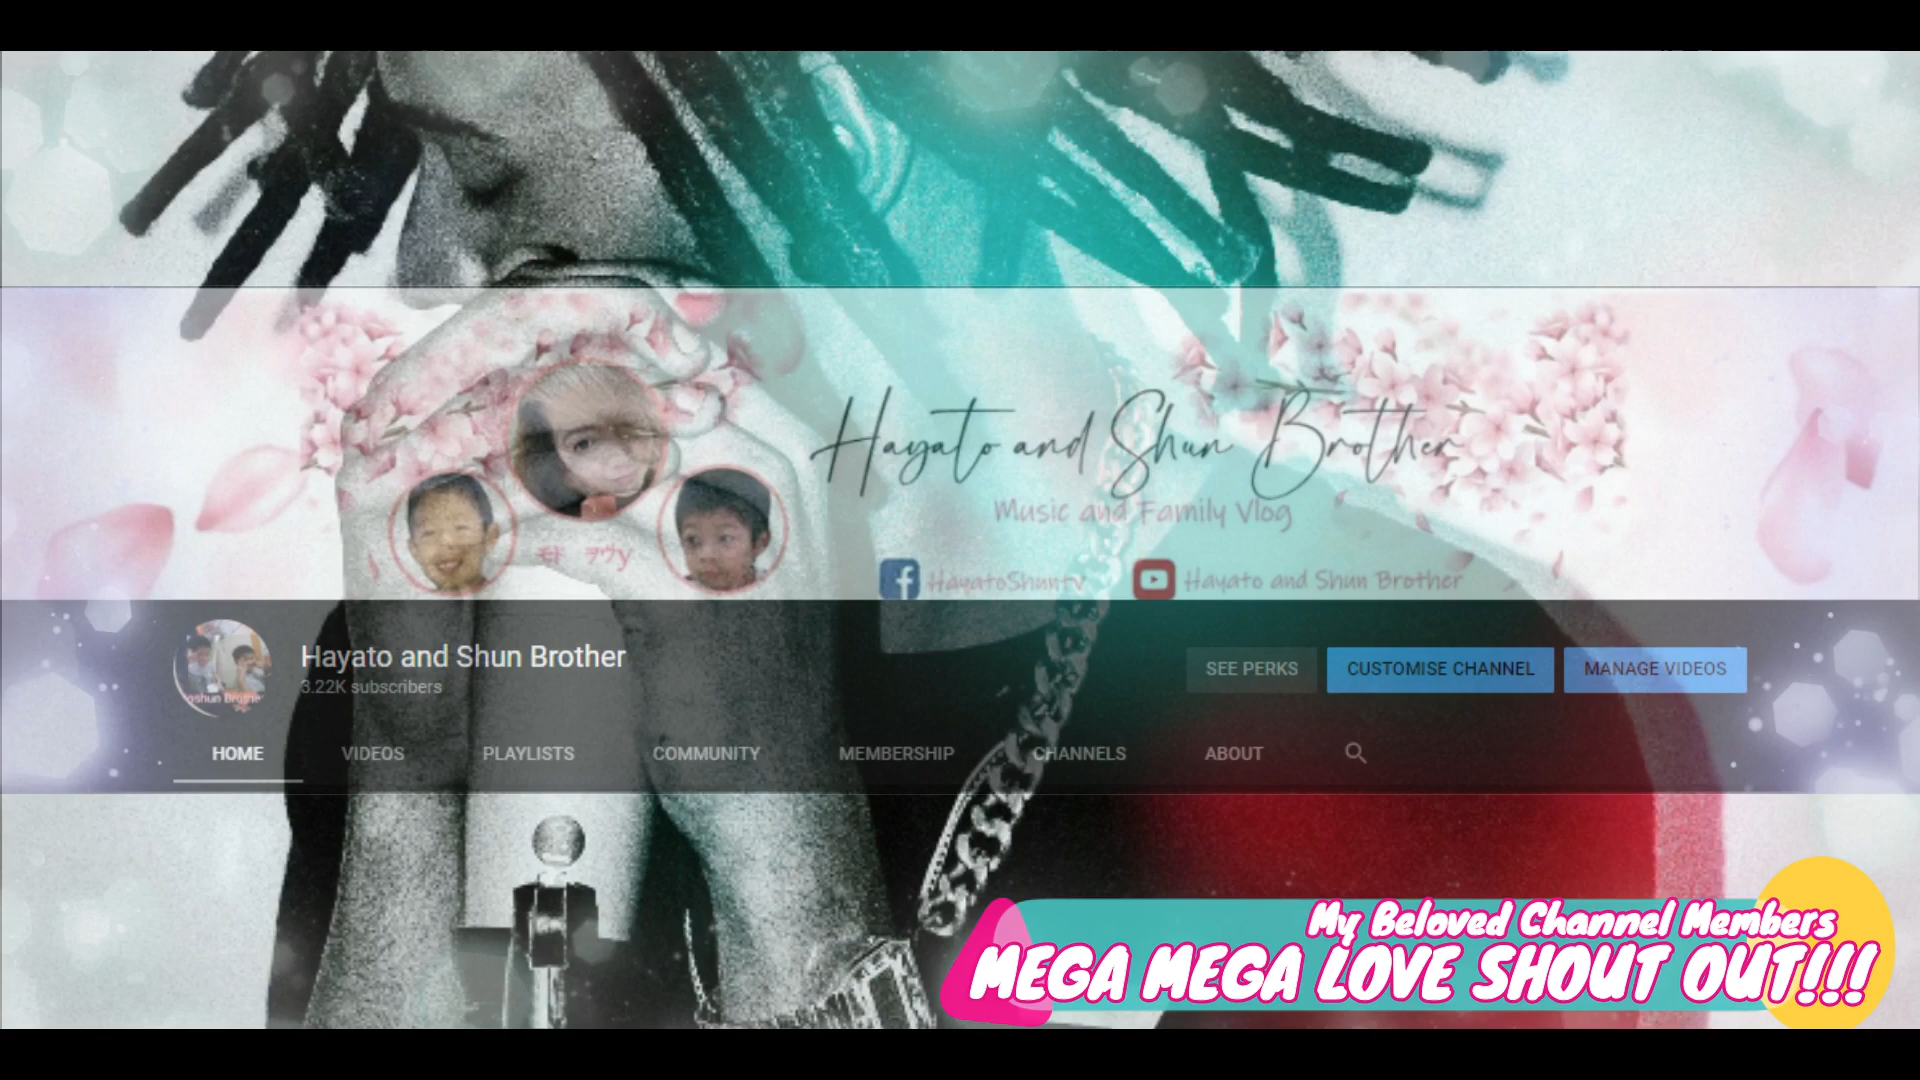 Hayato and Shun Brother
Music and Family Vlog
HayatoShuntv
Hayato and Shun Brother
Hayato and Shun Brother
3.22K subscribers
SEE PERKS
CUSTOMISE CHANNEL
MANAGE VIDEOS
HOME
VIDEOS
PLAYLISTS
COMMUNITY
MEMBERSHIP
CHANNELS
ABOUT
My Beloved Channel Members
MEGA MEGA LOVE SHOUT OUT!!!